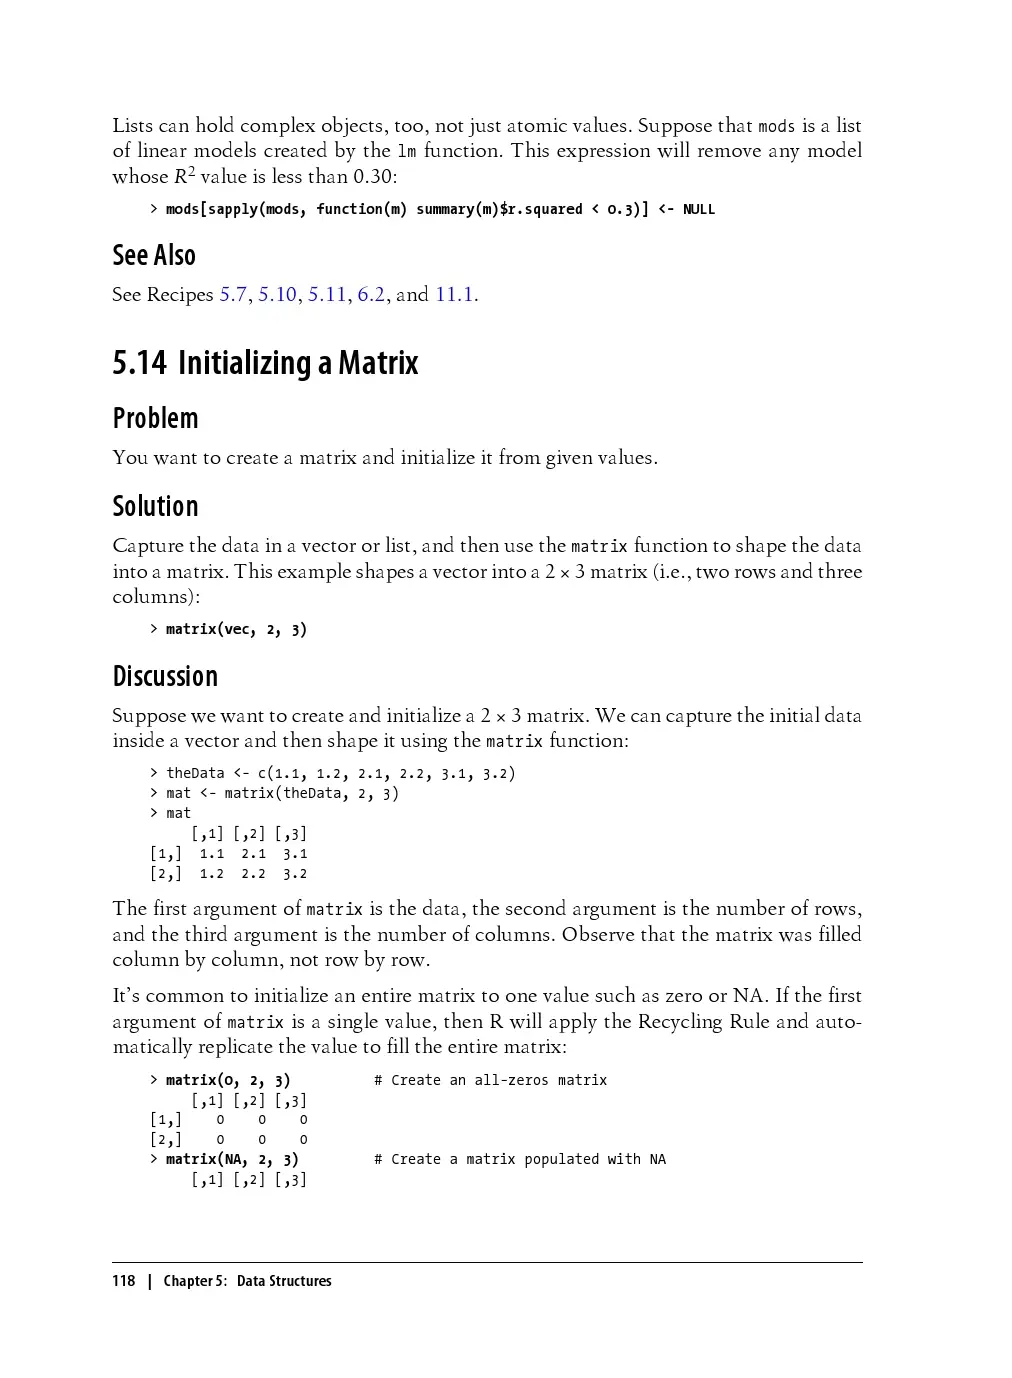 Lists can hold complex objects, too, not just atomic values. Suppose that mods is a list
of linear models created by the lm function. This expression will remove any model
whose R² value is less than 0.30:
> mods[sapply(mods, function(m) summary(m)$r.squared < 0.3)] <- NULL
See Also
See Recipes 5.7, 5.10, 5.11, 6.2, and 11.1.
5.14 Initializing a Matrix
Problem
You want to create a matrix and initialize it from given values.
Solution
Capture the data in a vector or list, and then use the matrix function to shape the data
into a matrix. This example shapes a vector into a 2 × 3 matrix (i.e., two rows and three
columns):
> matrix(vec, 2, 3)
Discussion
Suppose we want to create and initialize a 2 × 3 matrix. We can capture the initial data
inside a vector and then shape it using the matrix function:
> theData <- c(1.1, 1.2, 2.1, 2.2, 3.1, 3.2)
> mat <- matrix(theData, 2, 3)
> mat
     [,1] [,2] [,3]
[1,]  1.1  2.1  3.1
[2,]  1.2  2.2  3.2
The first argument of matrix is the data, the second argument is the number of rows,
and the third argument is the number of columns. Observe that the matrix was filled
column by column, not row by row.
It’s common to initialize an entire matrix to one value such as zero or NA. If the first
argument of matrix is a single value, then R will apply the Recycling Rule and auto-
matically replicate the value to fill the entire matrix:
> matrix(0, 2, 3)          # Create an all-zeros matrix
     [,1] [,2] [,3]
[1,]    0    0    0
[2,]    0    0    0
> matrix(NA, 2, 3)         # Create a matrix populated with NA
     [,1] [,2] [,3]
118 | Chapter 5: Data Structures